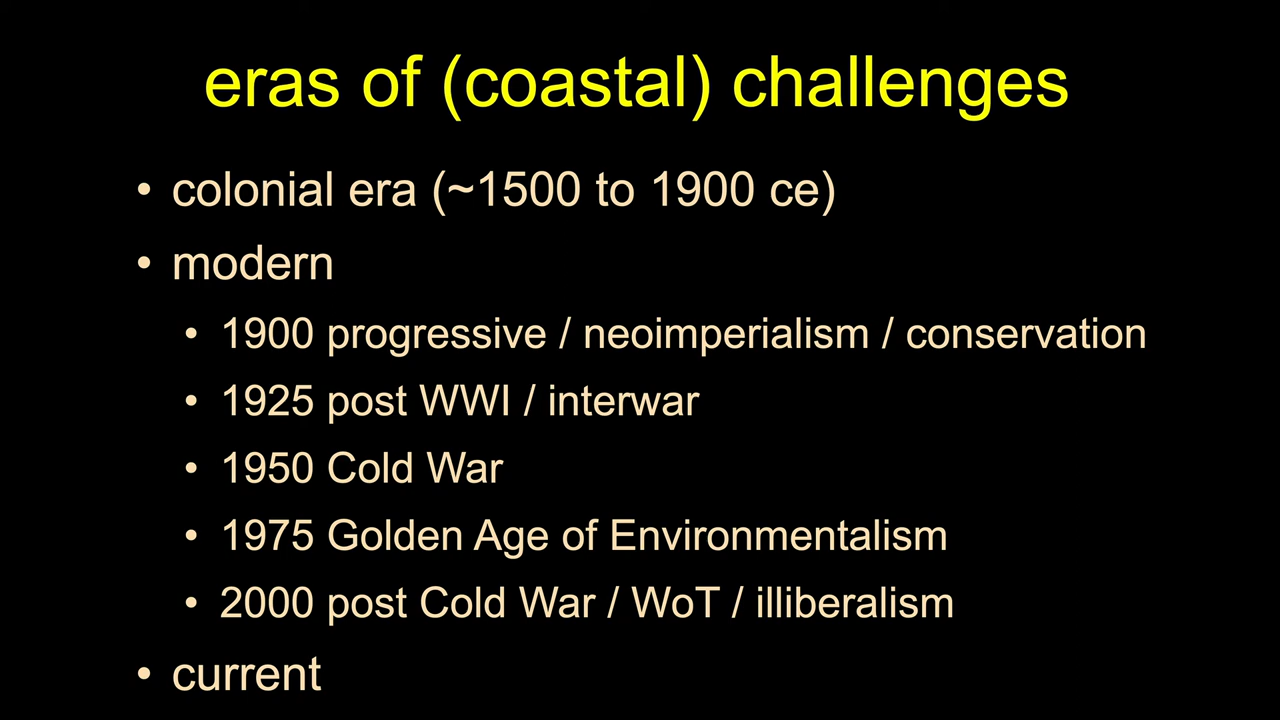 eras of (coastal) challenges
• colonial era (~1500 to 1900 ce)
• modern
• 1900 progressive / neoimperialism / conservation
• 1925 post WWI / interwar
• 1950 Cold War
• 1975 Golden Age of Environmentalism
• 2000 post Cold War / WoT / illiberalism
• current